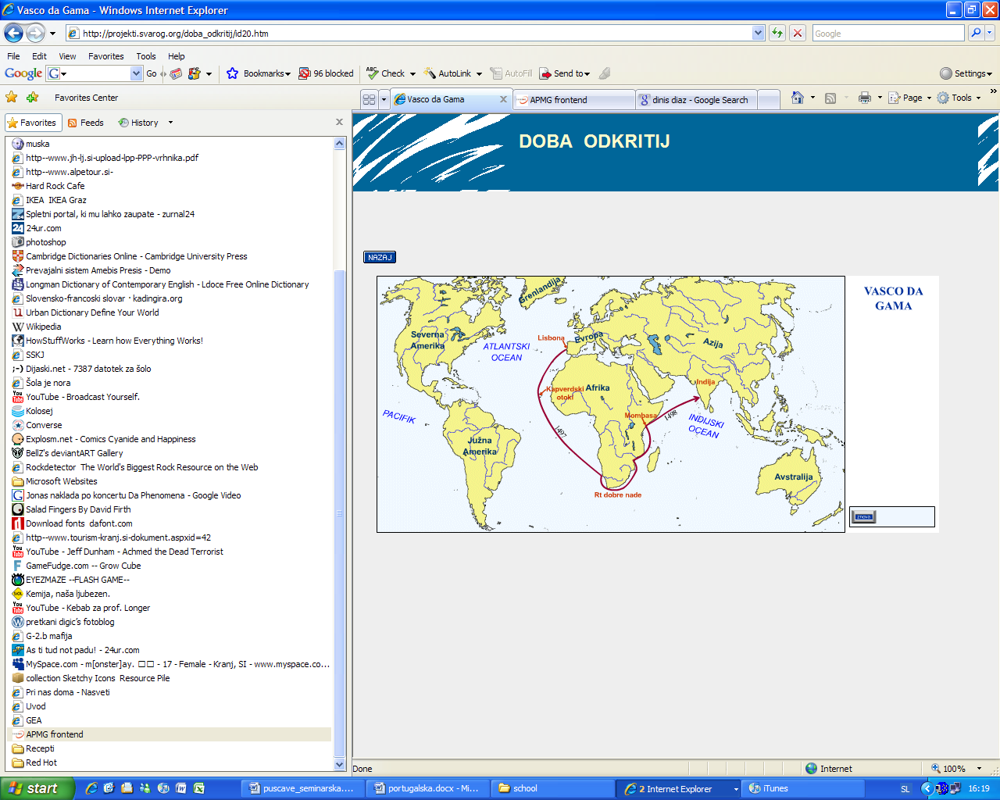 Vasco da Gama - Windows Internet Explorer
http://projekti.svarog.org/doba_odkritij/id20.htm
Google
File Edit View Favorites Tools Help
Google G Go Bookmarks 96 blocked ABC Check AutoLink AutoFill Send to Settings
Favorites Center
Vasco da Gama
APMG frontend
dinis diaz - Google Search
Page Tools
Favorites Feeds History
muska
http--www.jh-lj.si-upload-lpp-PPP-vrhnika.pdf
http--www.alpetour.si-
Hard Rock Cafe
IKEA IKEA Graz
Spletni portal, ki mu lahko zaupate - zurnal24
24ur.com
photoshop
Cambridge Dictionaries Online - Cambridge University Press
Prevajalni sistem Amebis Presis - Demo
Longman Dictionary of Contemporary English - Ldoce Free Online Dictionary
Slovensko-francoski slovar · kadingira.org
Urban Dictionary Define Your World
Wikipedia
HowStuffWorks - Learn how Everything Works!
SSKJ
Dijaski.net - 7387 datotek za šolo
Šola je nora
YouTube - Broadcast Yourself.
Kolosej
Converse
Explosm.net - Comics Cyanide and Happiness
BellZ's deviantART Gallery
Rockdetector The World's Biggest Rock Resource on the Web
Microsoft Websites
Jonas naklada po koncertu Da Phenomena - Google Video
Salad Fingers By David Firth
Download fonts dafont.com
http--www.tourism-kranj.si-dokument.aspxid=42
YouTube - Jeff Dunham - Achmed the Dead Terrorist
GameFudge.com -- Grow Cube
EYEZMAZE --FLASH GAME--
Kemija, naša ljubezen.
YouTube - Kebab za prof. Longer
pretkani digic's fotoblog
G-2.b mafija
As ti tud not padu! - 24ur.com
MySpace.com - m[onster]ay. □□ - 17 - Female - Kranj, SI - www.myspace.co...
collection Sketchy Icons Resource Pile
Pri nas doma - Nasveti
Uvod
GEA
APMG frontend
Recepti
Red Hot
DOBA ODKRITIJ
NAZAJ
VASCO DA
GAMA
Grenlandija
Severna
Amerika
ATLANTSKI
OCEAN
Lisbona
Evropa
Azija
Kapverdski
otoki
Afrika
Indija
PACIFIK
Mombasa
1498
INDIJSKI
OCEAN
1497
Južna
Amerika
Avstralija
Rt dobre nade
znova
Done
Internet
100%
start
puscave_seminarska....
portugalska.docx - Mi...
school
2 Internet Explorer
iTunes
SL
16:19